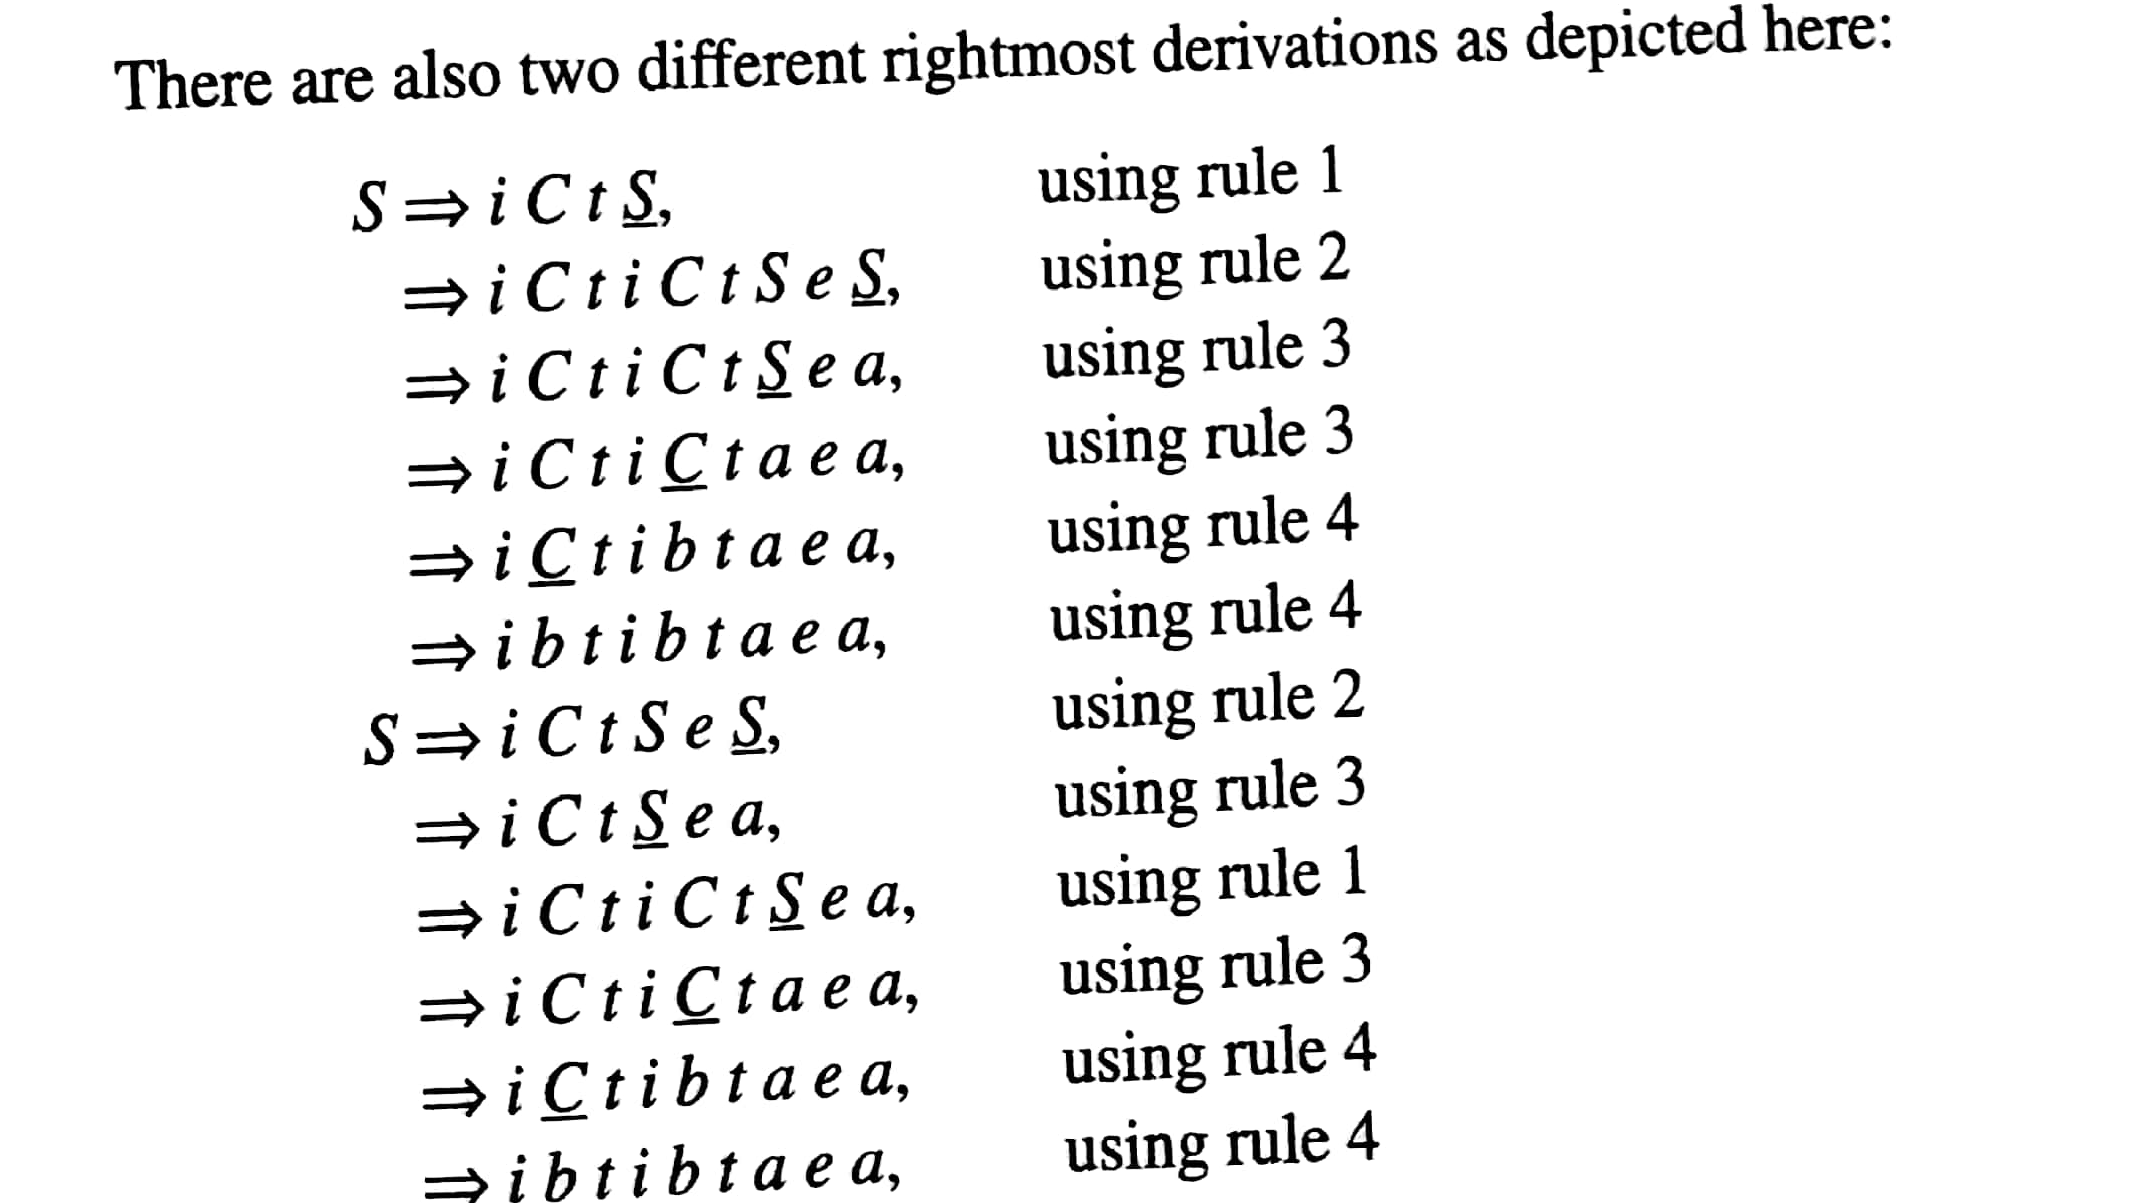 There are also two different rightmost derivations as depicted here:
S ⇒ i C t S, using rule 1
⇒ i C t i C t S e S, using rule 2
⇒ i C t i C t S e a, using rule 3
⇒ i C t i C t a e a, using rule 3
⇒ i C t i b t a e a, using rule 4
⇒ i b t i b t a e a, using rule 4
S ⇒ i C t S e S, using rule 2
⇒ i C t S e a, using rule 3
⇒ i C t i C t S e a, using rule 1
⇒ i C t i C t a e a, using rule 3
⇒ i C t i b t a e a, using rule 4
⇒ i b t i b t a e a, using rule 4